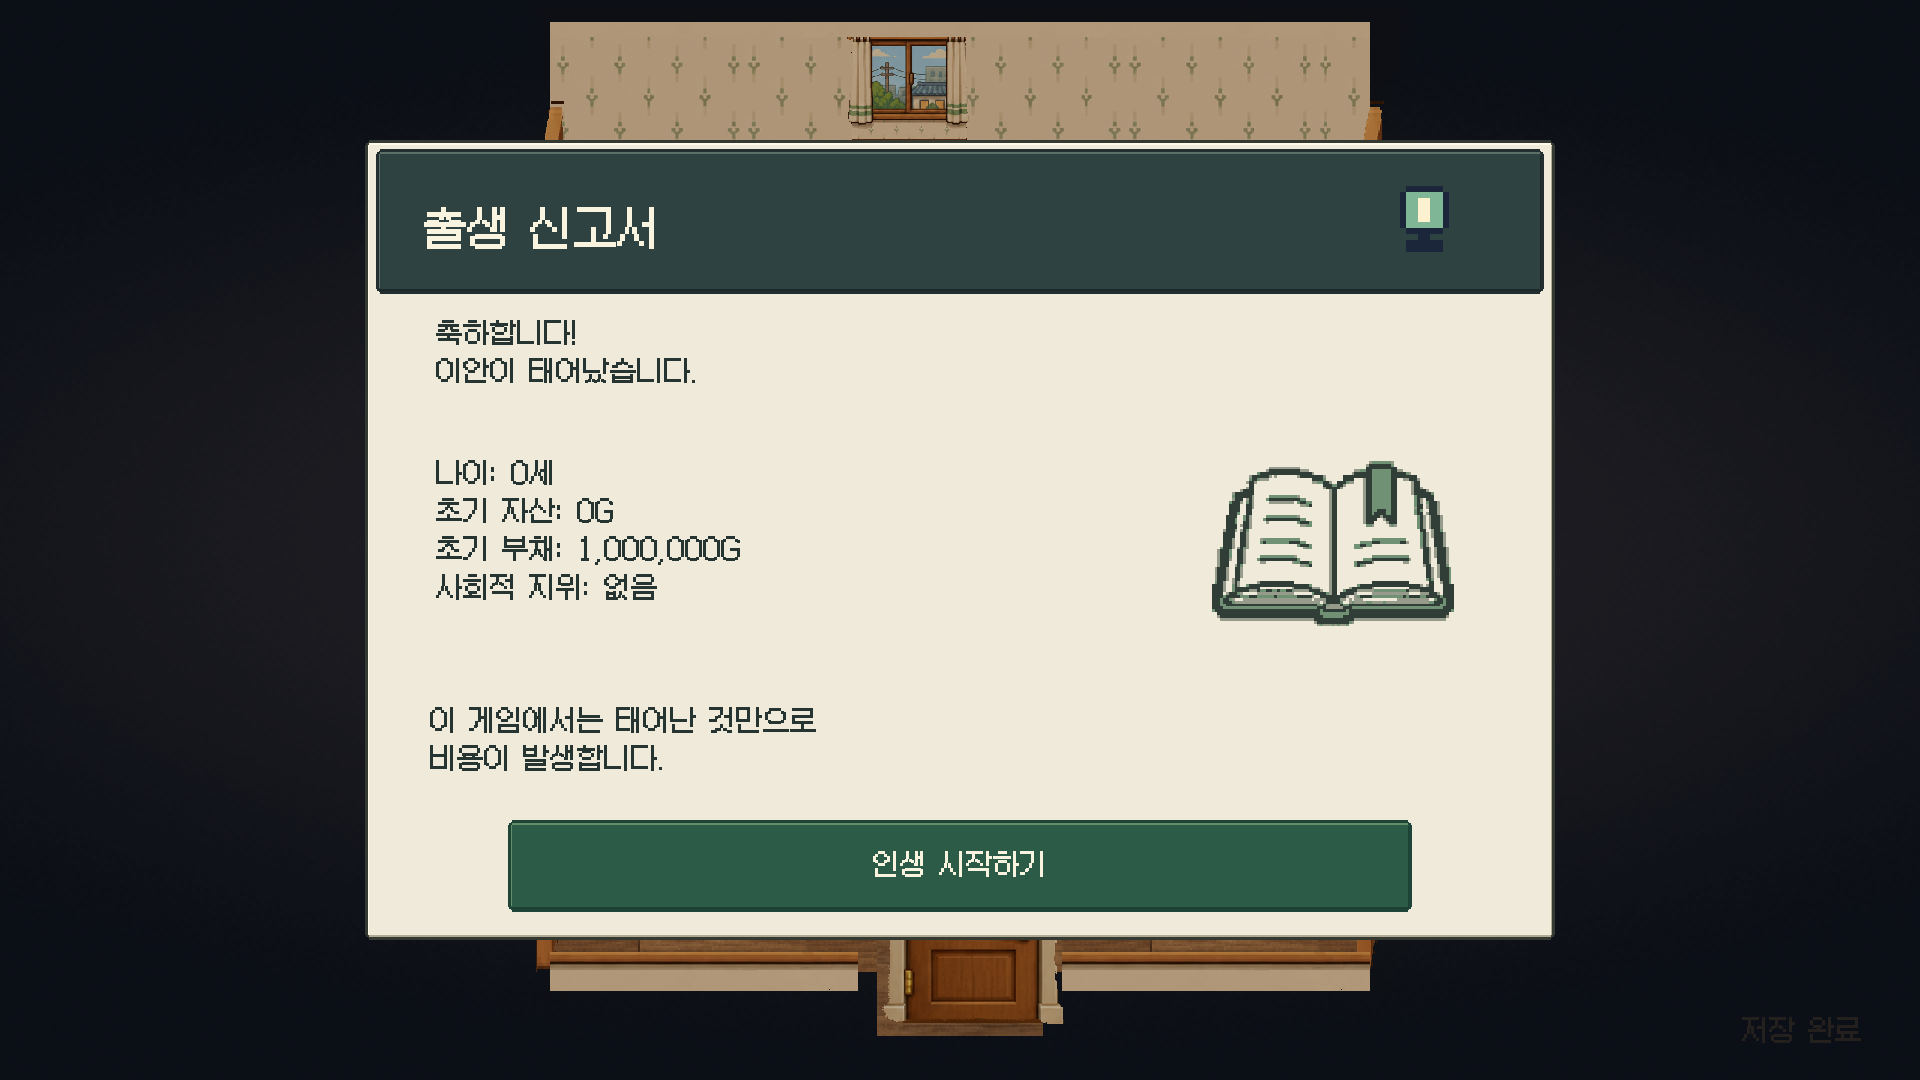 출생 신고서
축하합니다!
이안이 태어났습니다.
나이: 0세
초기 자산: 0G
초기 부채: 1,000,000G
사회적 지위: 없음
이 게임에서는 태어난 것만으로
비용이 발생합니다.
인생 시작하기
저장 완료